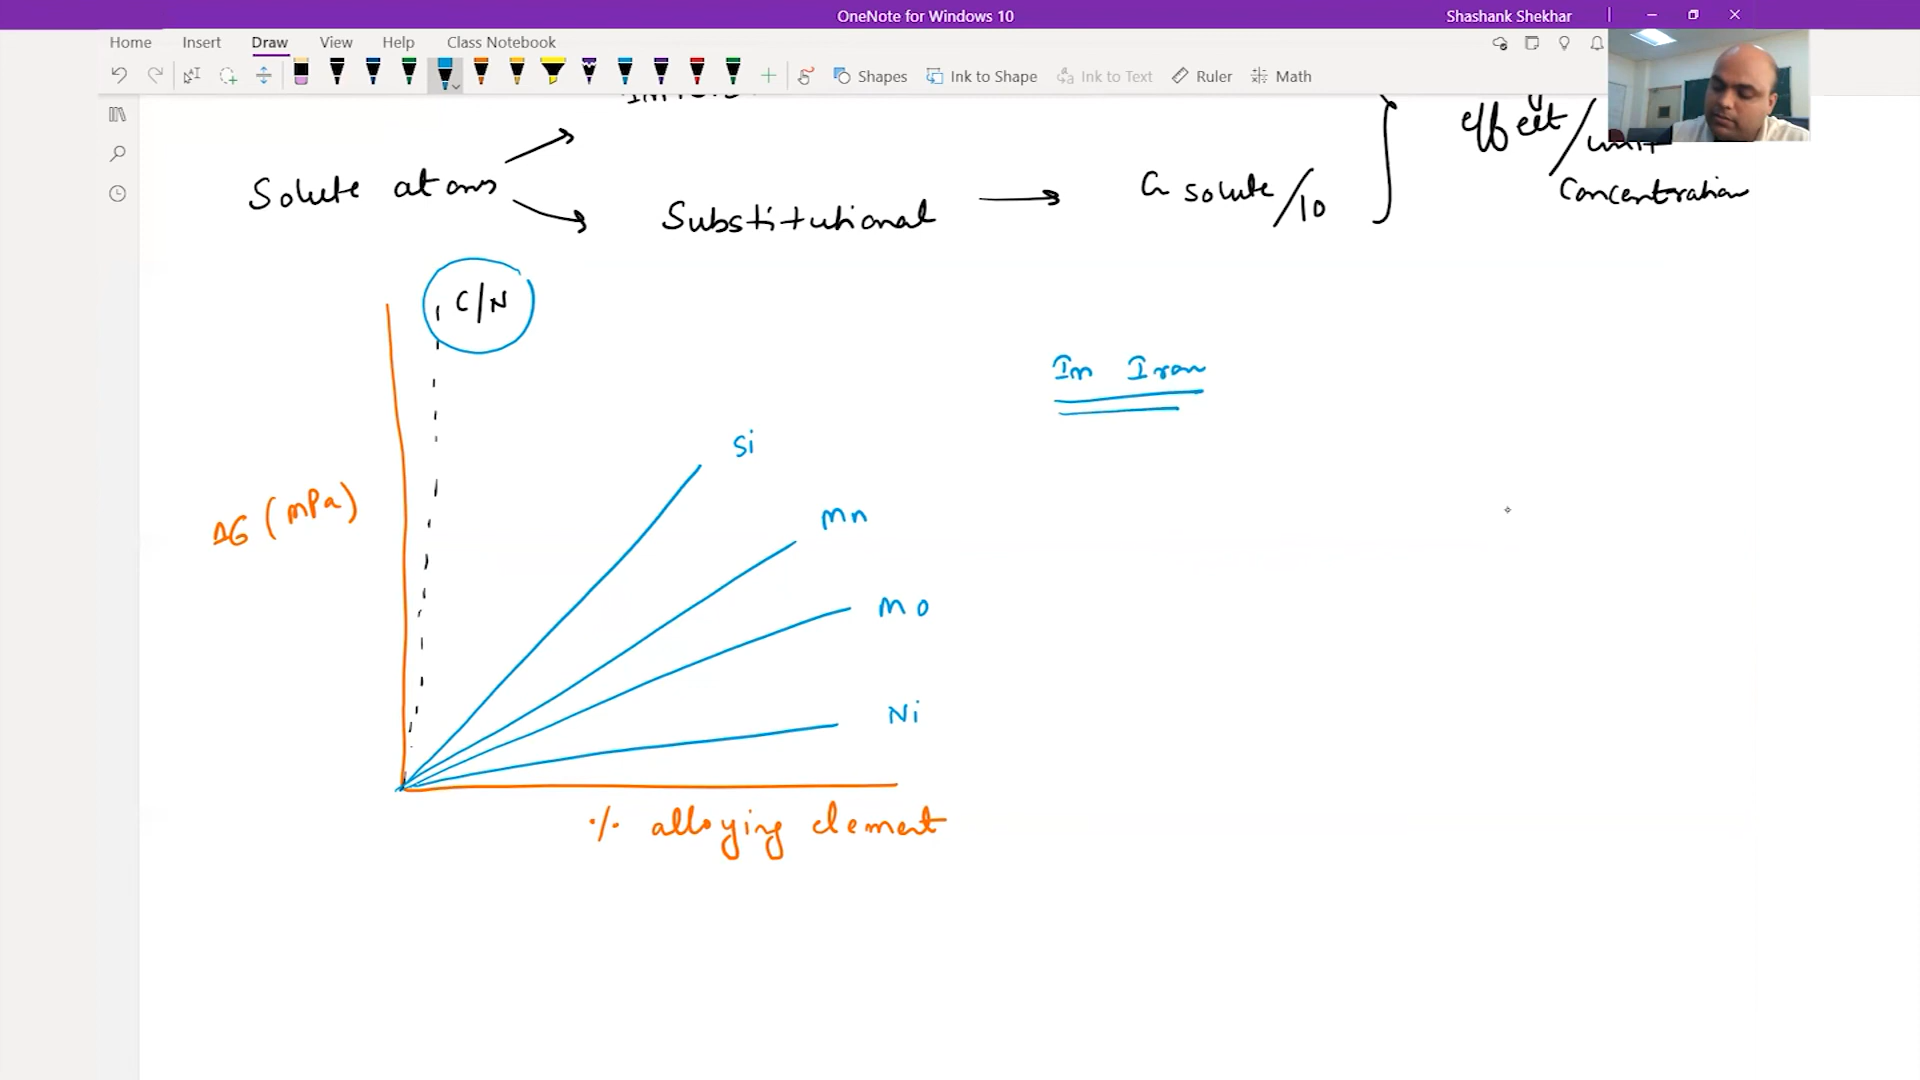 OneNote for Windows 10
Shashank Shekhar
Home Insert Draw View Help Class Notebook
Shapes Ink to Shape Ink to Text Ruler Math
effect/unit
Solute atoms
Substitutional
G solute/10
Concentration
C/N
In Iron
Si
Mn
Δσ (MPa)
Mo
Ni
% alloying element